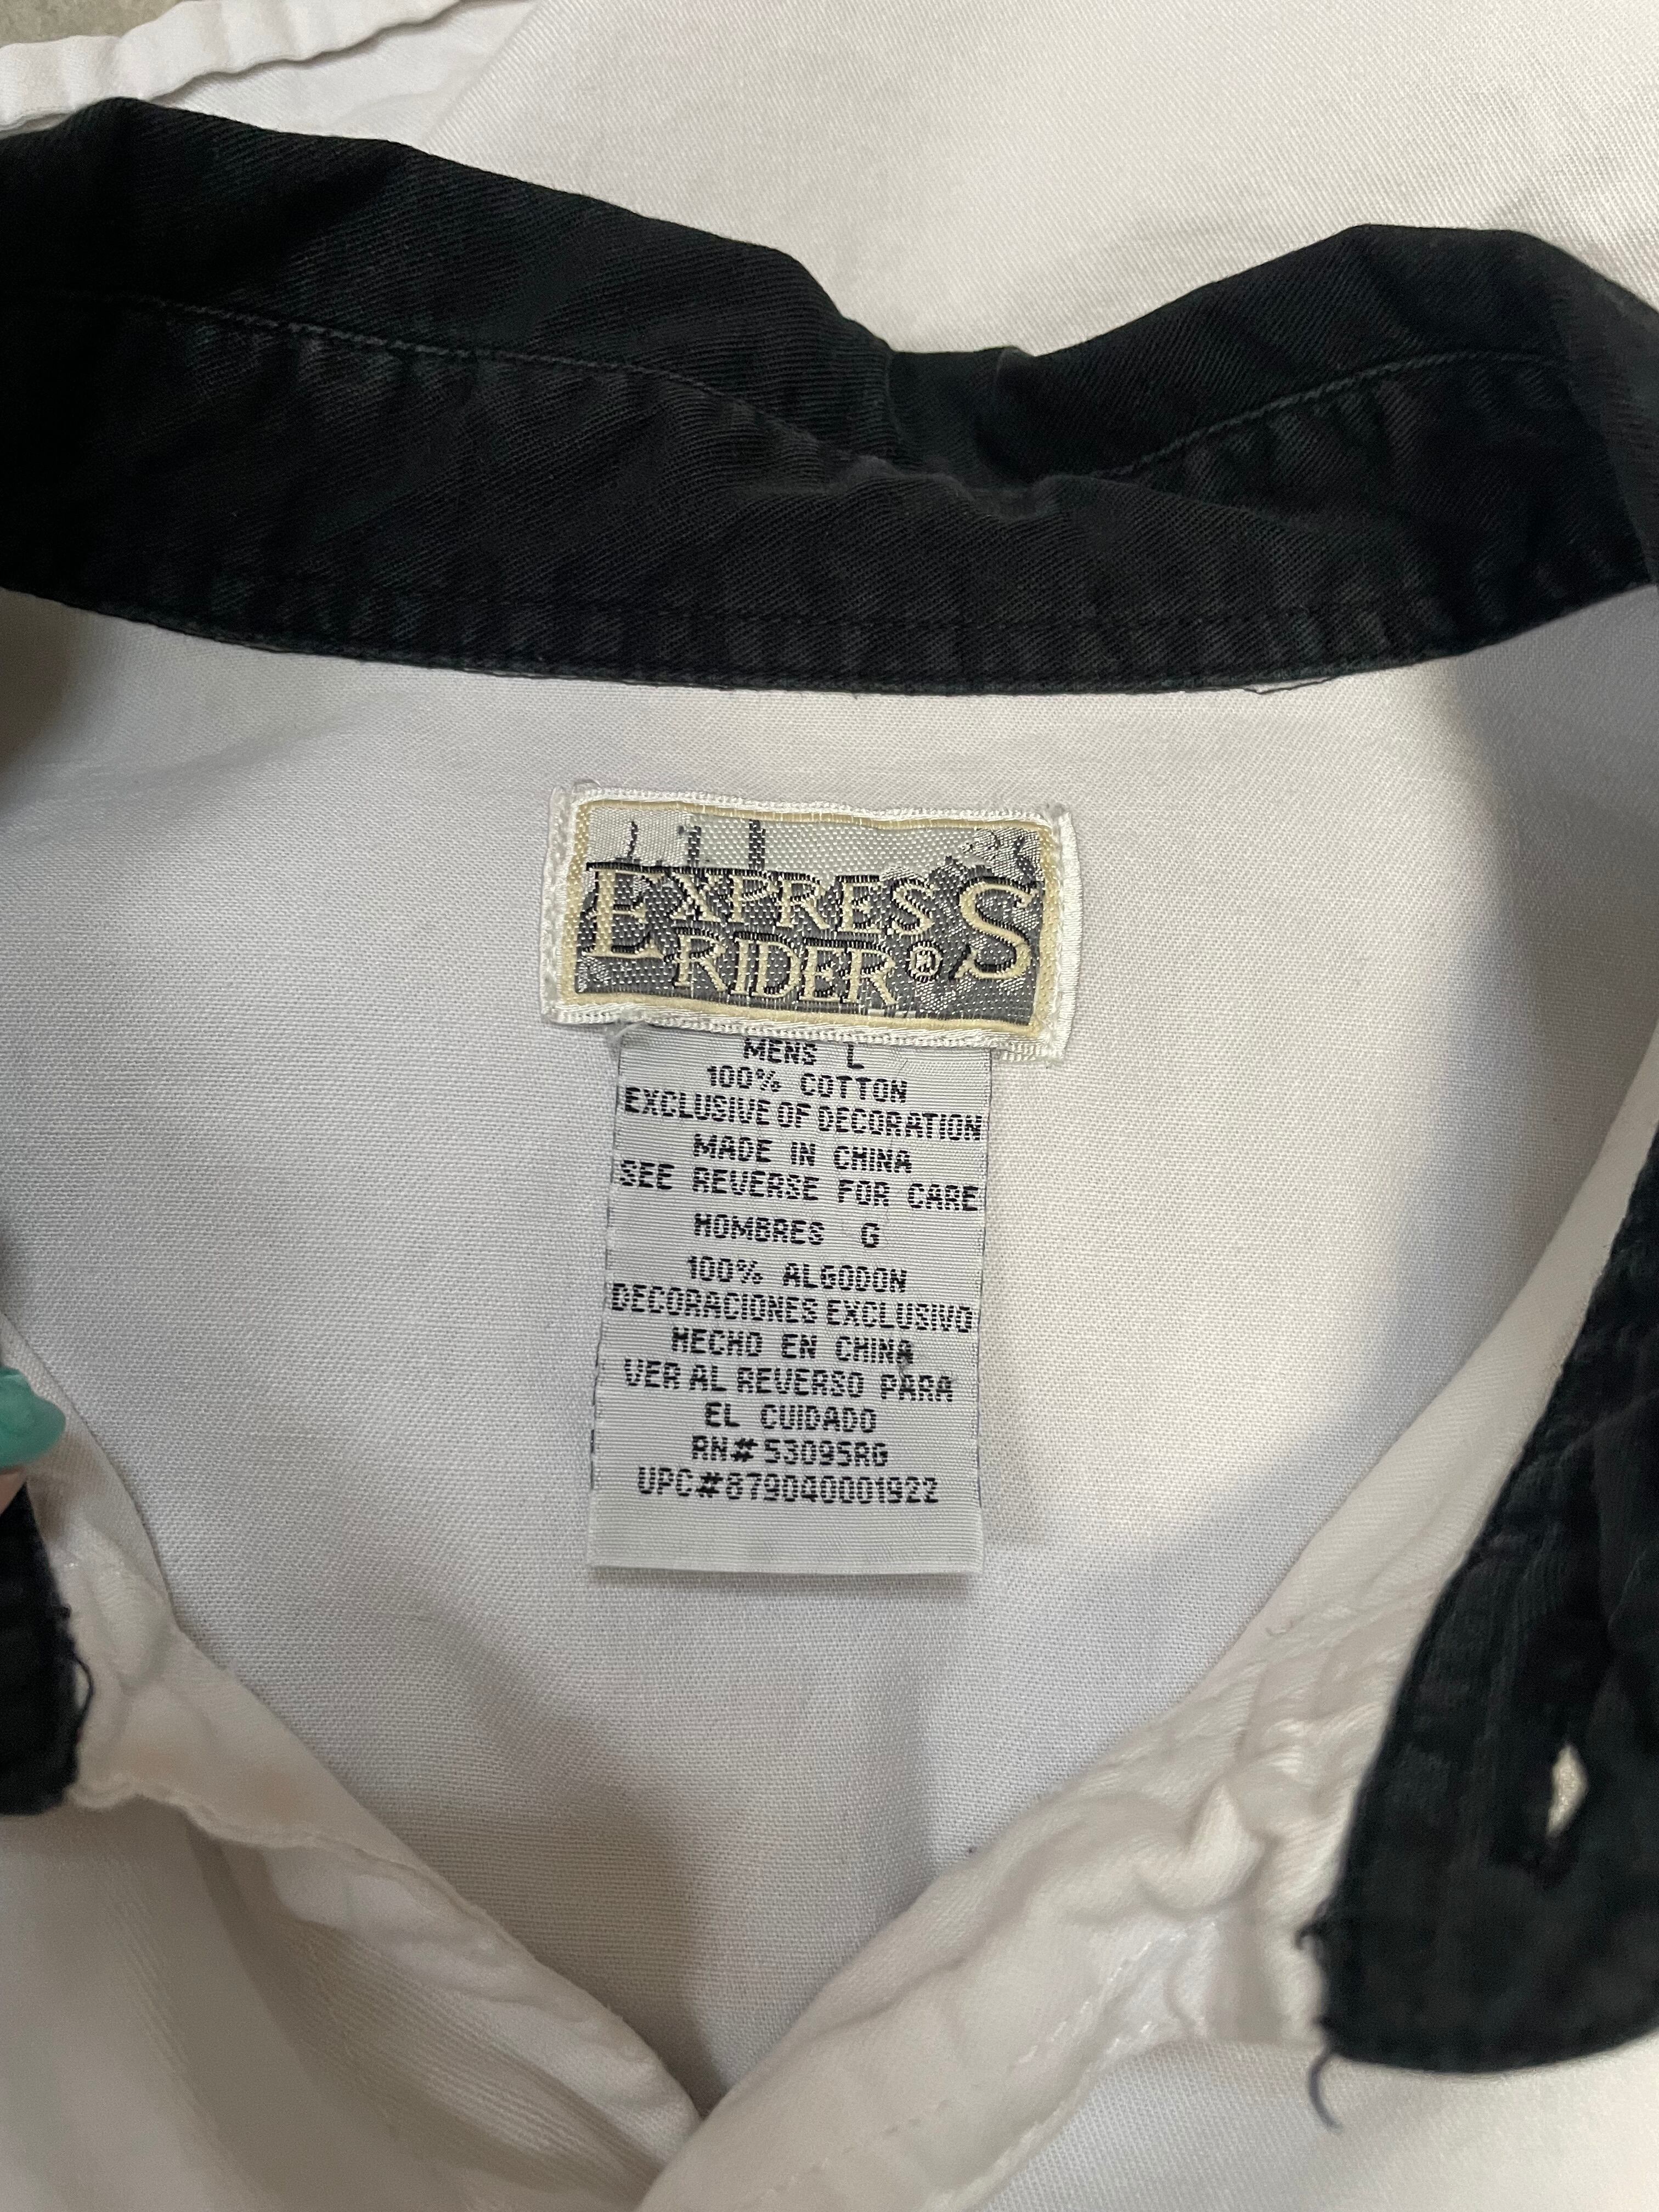 EXPRESS
RIDER®
MENS L
100% COTTON
EXCLUSIVE OF DECORATION
MADE IN CHINA
SEE REVERSE FOR CARE
HOMBRES G
100% ALGODON
DECORACIONES EXCLUSIVO
HECHO EN CHINA
VER AL REVERSO PARA
EL CUIDADO
RN# 53095RG
UPC#879040001922